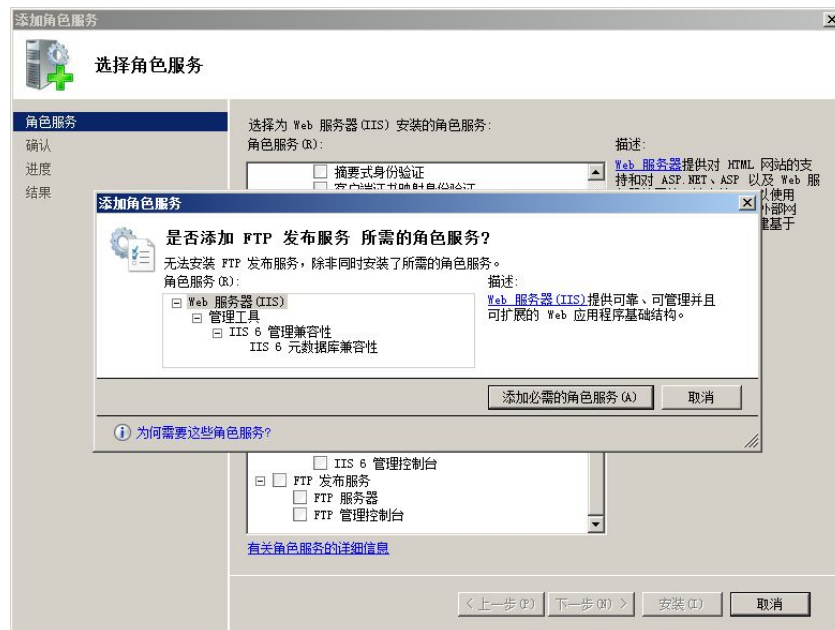 添加角色服务
选择角色服务
角色服务
确认
进度
结果
选择为 Web 服务器(IIS) 安装的角色服务:
角色服务(R):
摘要式身份验证
客户端证书映射身份验证
描述:
Web 服务器提供对 HTML 网站的支
持和对 ASP.NET、ASP 以及 Web 服
以使用
外部网
建基于
添加角色服务
是否添加 FTP 发布服务 所需的角色服务?
无法安装 FTP 发布服务，除非同时安装了所需的角色服务。
角色服务(R):
Web 服务器(IIS)
管理工具
IIS 6 管理兼容性
IIS 6 元数据库兼容性
描述:
Web 服务器(IIS)提供可靠、可管理并且
可扩展的 Web 应用程序基础结构。
添加必需的角色服务(A)
取消
为何需要这些角色服务?
IIS 6 管理控制台
FTP 发布服务
FTP 服务器
FTP 管理控制台
有关角色服务的详细信息
< 上一步(P)
下一步(N) >
安装(I)
取消